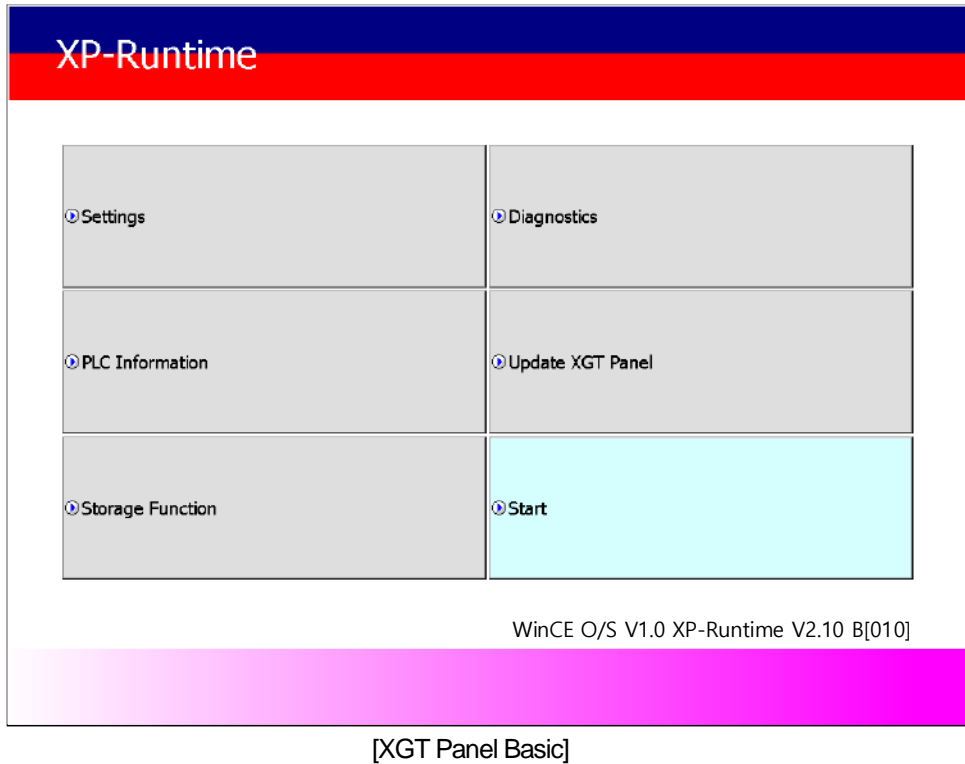 XP-Runtime
Settings
Diagnostics
PLC Information
Update XGT Panel
Storage Function
Start
WinCE O/S V1.0 XP-Runtime V2.10 B[010]
[XGT Panel Basic]